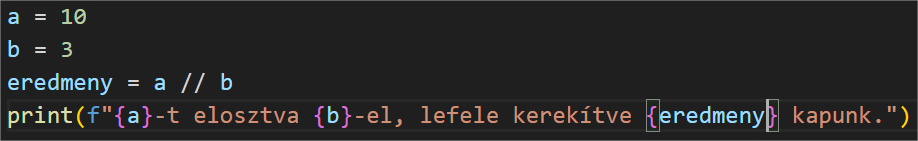 a = 10
b = 3
eredmeny = a // b
print(f"{a}-t elosztva {b}-el, lefele kerekítve {eredmeny} kapunk.")